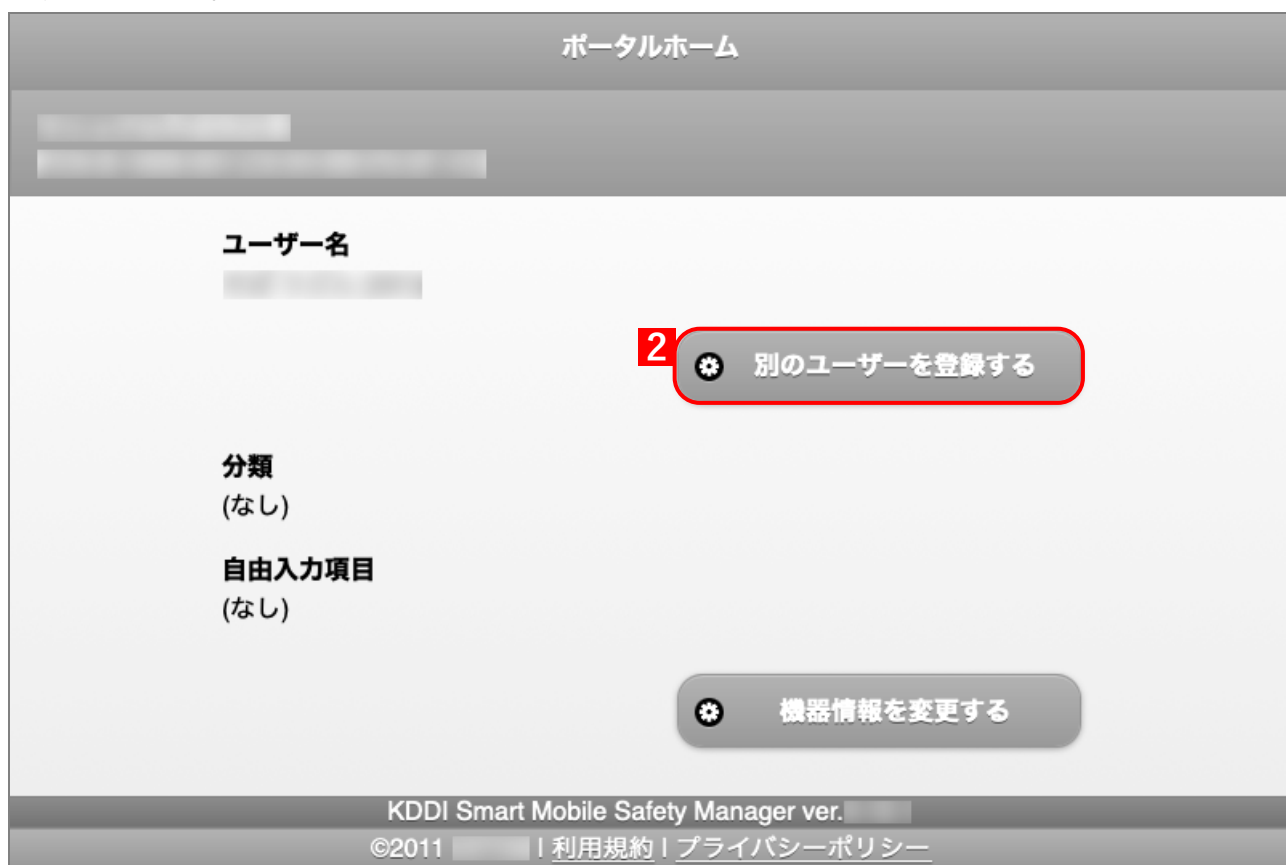 ポータルホーム
ユーザー名
2
別のユーザーを登録する
分類
(なし)
自由入力項目
(なし)
機器情報を変更する
KDDI Smart Mobile Safety Manager ver.
©2011 | 利用規約 | プライバシーポリシー